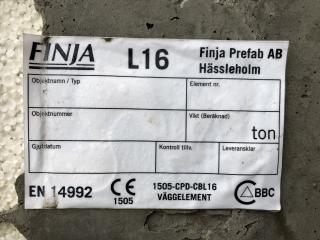 FINJA L16 Finja Prefab AB
Hässleholm
Objektnamn / Typ Element nr.
Objektnummer Vikt (Beräknad)
ton
Gjutdatum Kontroll tillv. Leveransklar
EN 14992 CE 1505 1505-CPD-CBL16 VÄGGELEMENT BBC